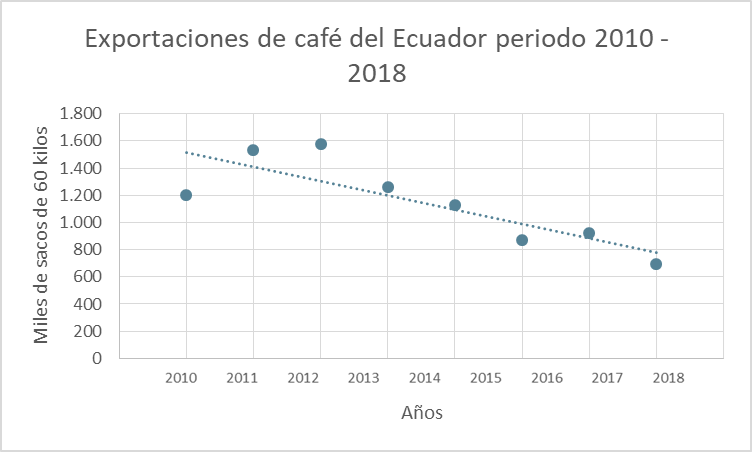 Exportaciones de café del Ecuador periodo 2010 -
2018
Miles de sacos de 60 kilos
1.800
1.600
1.400
1.200
1.000
800
600
400
200
0
2010 2011 2012 2013 2014 2015 2016 2017 2018
Años